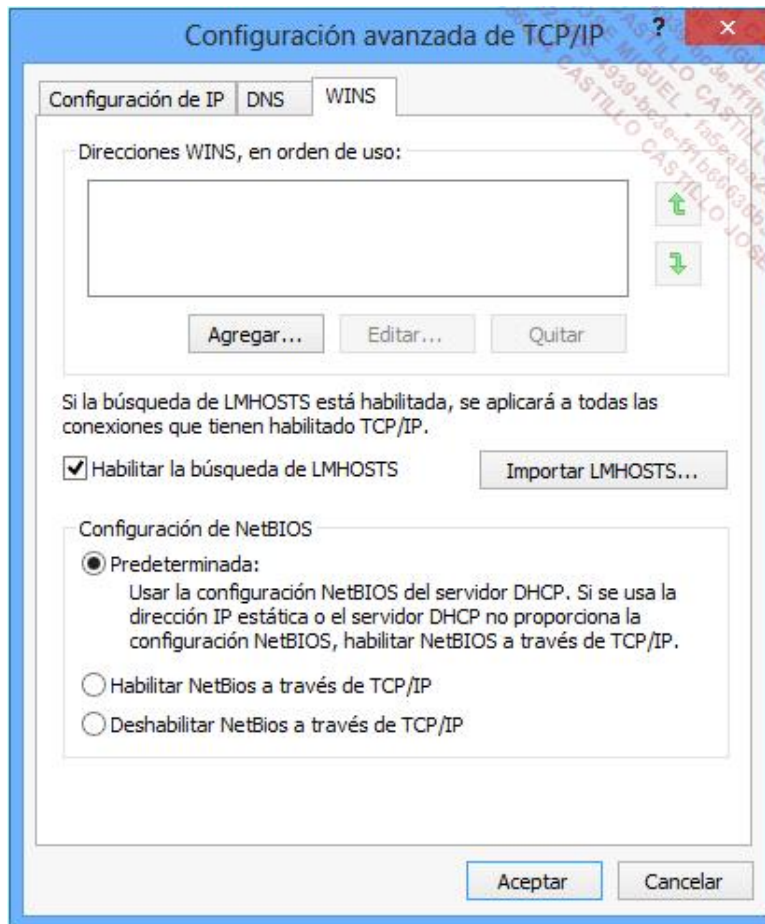 Configuración avanzada de TCP/IP
?
Configuración de IP
DNS
WINS
Direcciones WINS, en orden de uso:
Agregar...
Editar...
Quitar
Si la búsqueda de LMHOSTS está habilitada, se aplicará a todas las
conexiones que tienen habilitado TCP/IP.
Habilitar la búsqueda de LMHOSTS
Importar LMHOSTS...
Configuración de NetBIOS
Predeterminada:
Usar la configuración NetBIOS del servidor DHCP. Si se usa la
dirección IP estática o el servidor DHCP no proporciona la
configuración NetBIOS, habilitar NetBIOS a través de TCP/IP.
Habilitar NetBios a través de TCP/IP
Deshabilitar NetBios a través de TCP/IP
Aceptar
Cancelar